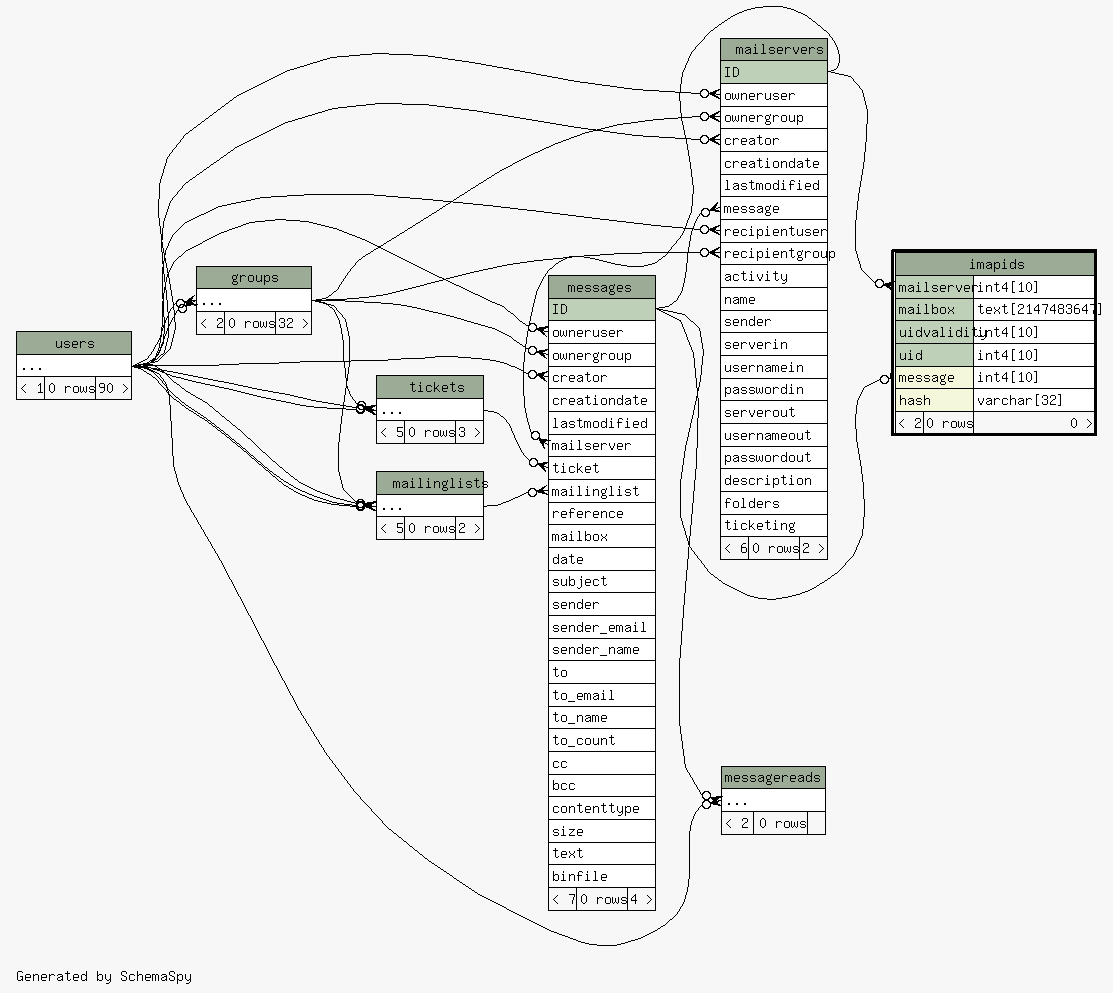 mailservers
ID
owneruser
ownergroup
creator
creationdate
lastmodified
message
recipientuser
recipientgroup
activity
name
sender
serverin
usernamein
passwordin
serverout
usernameout
passwordout
description
folders
ticketing
< 6 0 rows 2 >
imapids
mailserver int4[10]
mailbox text[2147483647]
uidvalidity int4[10]
uid int4[10]
message int4[10]
hash varchar[32]
< 2 0 rows 0 >
groups
...
< 2 0 rows 32 >
users
...
< 1 0 rows 90 >
tickets
...
< 5 0 rows 3 >
mailinglists
...
< 5 0 rows 2 >
messages
ID
owneruser
ownergroup
creator
creationdate
lastmodified
mailserver
ticket
mailinglist
reference
mailbox
date
subject
sender
sender_email
sender_name
to
to_email
to_name
to_count
cc
bcc
contenttype
size
text
binfile
< 7 0 rows 4 >
messagereads
...
< 2 0 rows
Generated by SchemaSpy